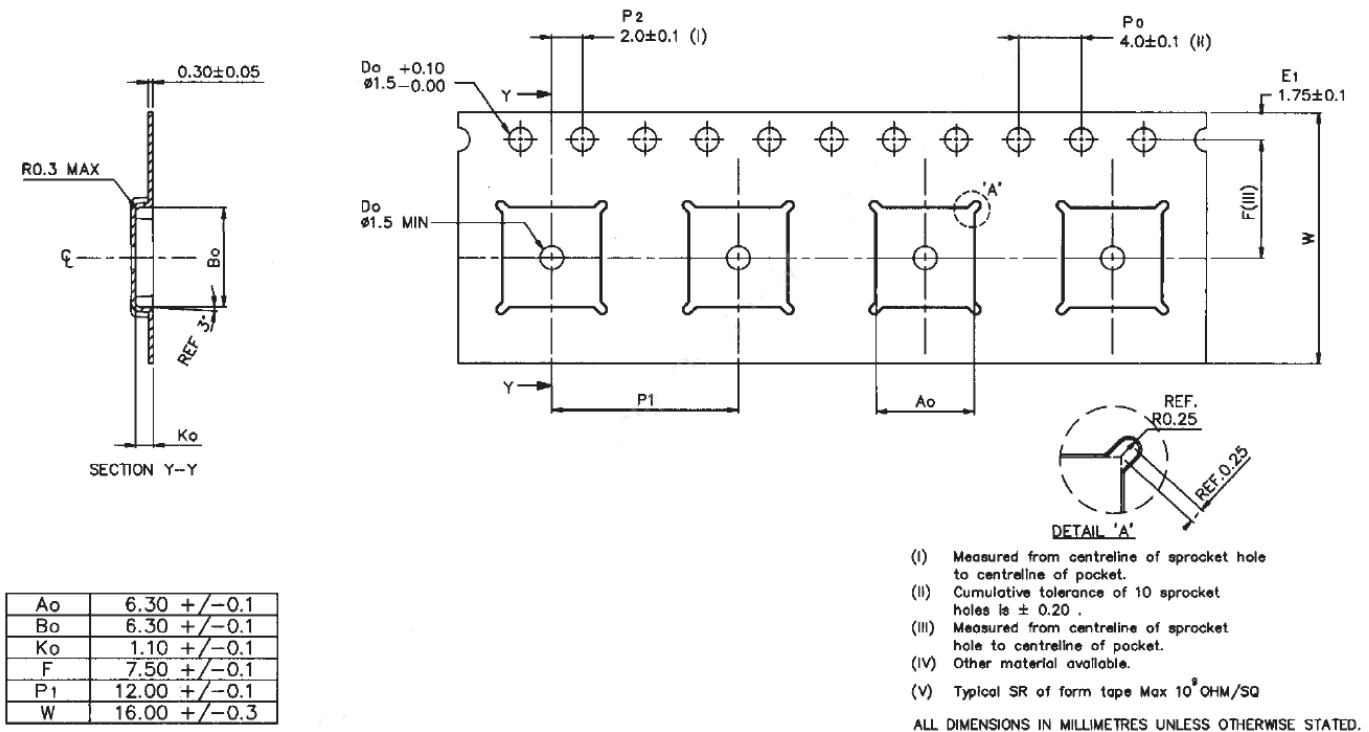 P2
2.0±0.1 (I)
Po
4.0±0.1 (II)
E1
1.75±0.1
0.30±0.05
Do +0.10
ø1.5-0.00
Y
R0.3 MAX
'A'
Do
ø1.5 MIN
F(III)
W
℄
Bo
REF 3°
Y
P1
Ao
Ko
SECTION Y-Y
REF.
R0.25
REF.0.25
DETAIL 'A'
(I) Measured from centreline of sprocket hole
to centreline of pocket.
(II) Cumulative tolerance of 10 sprocket
holes is ± 0.20 .
(III) Measured from centreline of sprocket
hole to centreline of pocket.
(IV) Other material available.
(V) Typical SR of form tape Max 10⁹ OHM/SQ
ALL DIMENSIONS IN MILLIMETRES UNLESS OTHERWISE STATED.
Ao 6.30 +/-0.1
Bo 6.30 +/-0.1
Ko 1.10 +/-0.1
F 7.50 +/-0.1
P1 12.00 +/-0.1
W 16.00 +/-0.3